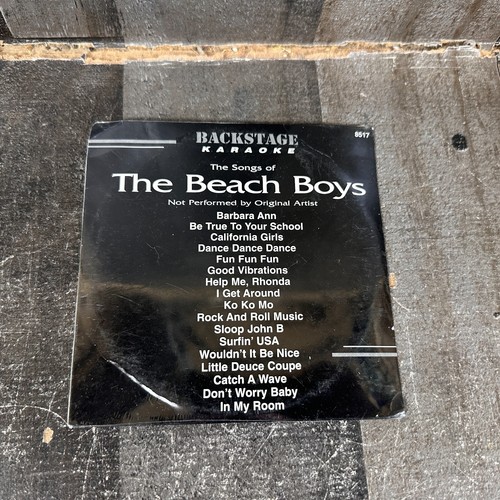 BACKSTAGE
KARAOKE
8517
The Songs of
The Beach Boys
Not Performed by Original Artist
Barbara Ann
Be True To Your School
California Girls
Dance Dance Dance
Fun Fun Fun
Good Vibrations
Help Me, Rhonda
I Get Around
Ko Ko Mo
Rock And Roll Music
Sloop John B
Surfin' USA
Wouldn't It Be Nice
Little Deuce Coupe
Catch A Wave
Don't Worry Baby
In My Room